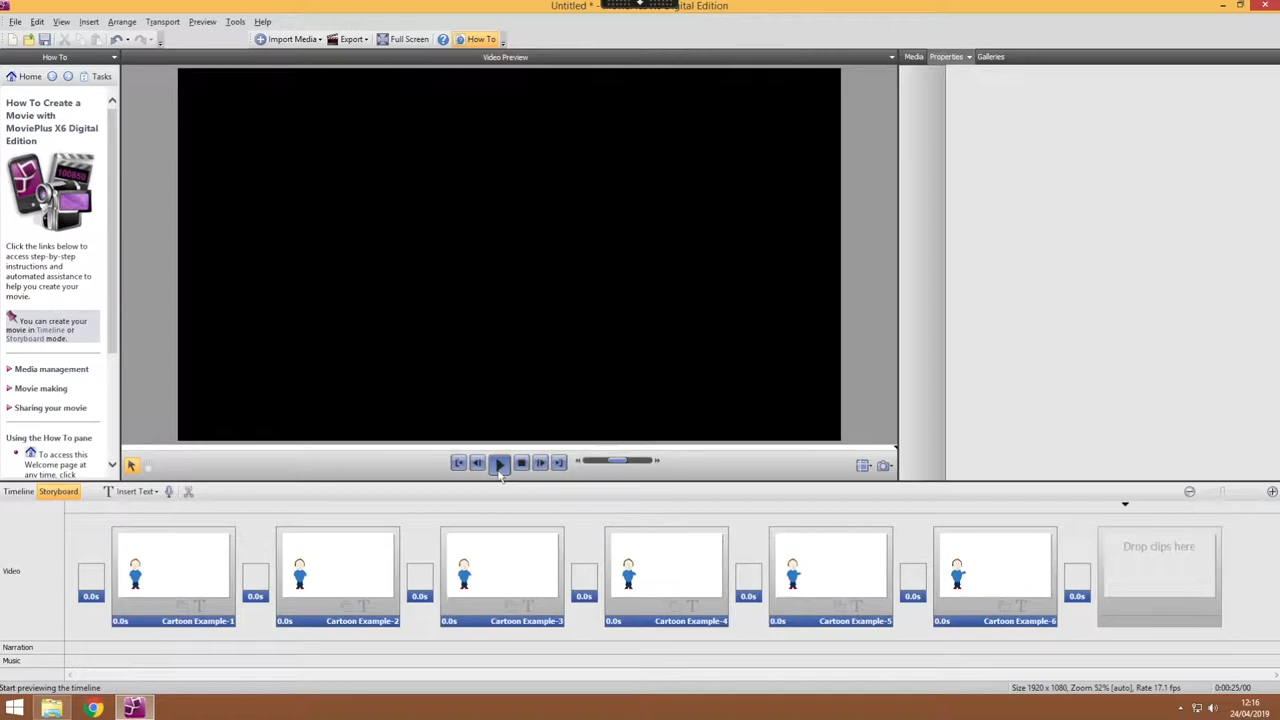 Untitled * -
Digital Edition
File Edit View Insert Arrange Transport Preview Tools Help
Import Media Export Full Screen How To
How To
Video Preview
Media Properties Galleries
Home Tasks
How To Create a
Movie with
MoviePlus X6 Digital
Edition
Click the links below to
access step-by-step
instructions and
automated assistance to
help you create your
movie.
You can create your
movie in Timeline or
Storyboard mode.
Media management
Movie making
Sharing your movie
Using the How To pane
To access this
Welcome page at
any time, click
Timeline Storyboard Insert Text
Video
Drop clips here
0.0s 0.0s 0.0s 0.0s 0.0s 0.0s 0.0s
0.0s Cartoon Example-1 0.0s Cartoon Example-2 0.0s Cartoon Example-3 0.0s Cartoon Example-4 0.0s Cartoon Example-5 0.0s Cartoon Example-6
Narration
Music
Start previewing the timeline
Size 1920 x 1080, Zoom 52% [auto], Rate 17.1 fps 0:00:25/00
12:16
24/04/2019